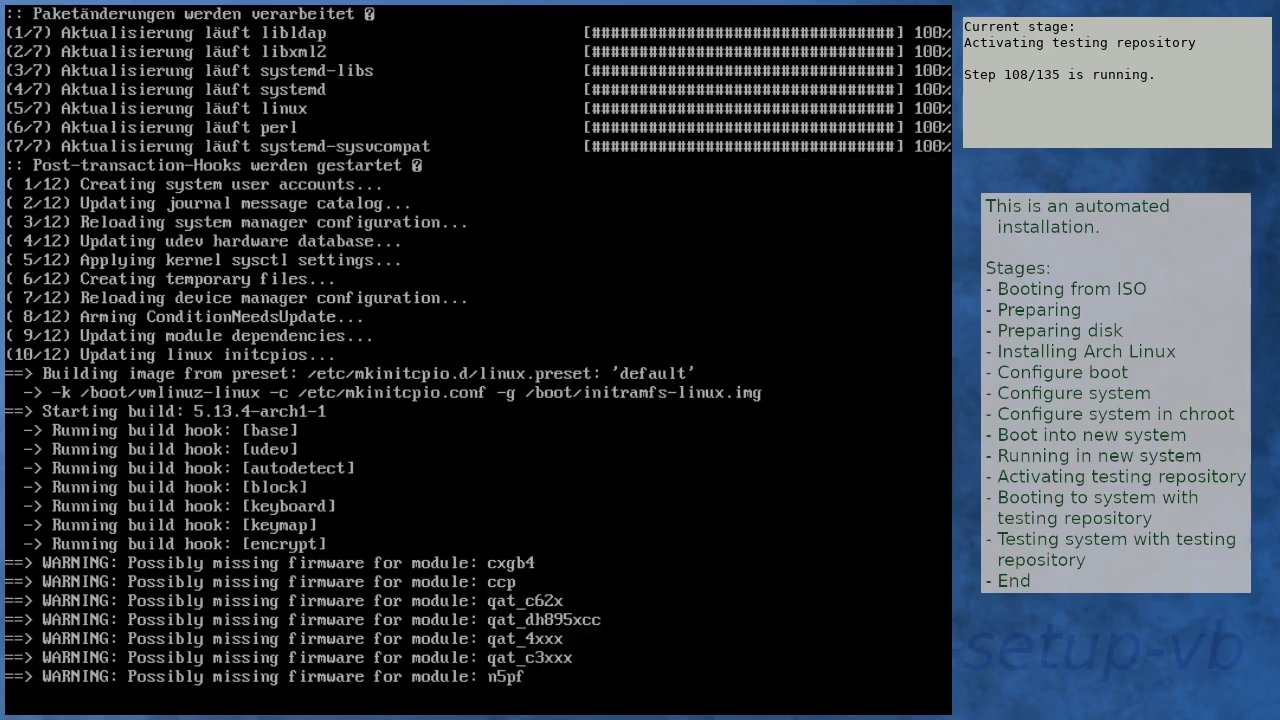 :: Paketänderungen werden verarbeitet �
(1/7) Aktualisierung läuft libldap [################################] 100%
(2/7) Aktualisierung läuft libxml2 [################################] 100%
(3/7) Aktualisierung läuft systemd-libs [################################] 100%
(4/7) Aktualisierung läuft systemd [################################] 100%
(5/7) Aktualisierung läuft linux [################################] 100%
(6/7) Aktualisierung läuft perl [################################] 100%
(7/7) Aktualisierung läuft systemd-sysvcompat [################################] 100%
:: Post-transaction-Hooks werden gestartet �
( 1/12) Creating system user accounts...
( 2/12) Updating journal message catalog...
( 3/12) Reloading system manager configuration...
( 4/12) Updating udev hardware database...
( 5/12) Applying kernel sysctl settings...
( 6/12) Creating temporary files...
( 7/12) Reloading device manager configuration...
( 8/12) Arming ConditionNeedsUpdate...
( 9/12) Updating module dependencies...
(10/12) Updating linux initcpios...
==> Building image from preset: /etc/mkinitcpio.d/linux.preset: 'default'
-> -k /boot/vmlinuz-linux -c /etc/mkinitcpio.conf -g /boot/initramfs-linux.img
==> Starting build: 5.13.4-arch1-1
-> Running build hook: [base]
-> Running build hook: [udev]
-> Running build hook: [autodetect]
-> Running build hook: [block]
-> Running build hook: [keyboard]
-> Running build hook: [keymap]
-> Running build hook: [encrypt]
==> WARNING: Possibly missing firmware for module: cxgb4
==> WARNING: Possibly missing firmware for module: ccp
==> WARNING: Possibly missing firmware for module: qat_c62x
==> WARNING: Possibly missing firmware for module: qat_dh895xcc
==> WARNING: Possibly missing firmware for module: qat_4xxx
==> WARNING: Possibly missing firmware for module: qat_c3xxx
==> WARNING: Possibly missing firmware for module: n5pf
Current stage:
Activating testing repository
Step 108/135 is running.
This is an automated
installation.
Stages:
- Booting from ISO
- Preparing
- Preparing disk
- Installing Arch Linux
- Configure boot
- Configure system
- Configure system in chroot
- Boot into new system
- Running in new system
- Activating testing repository
- Booting to system with
testing repository
- Testing system with testing
repository
- End
-setup-vb